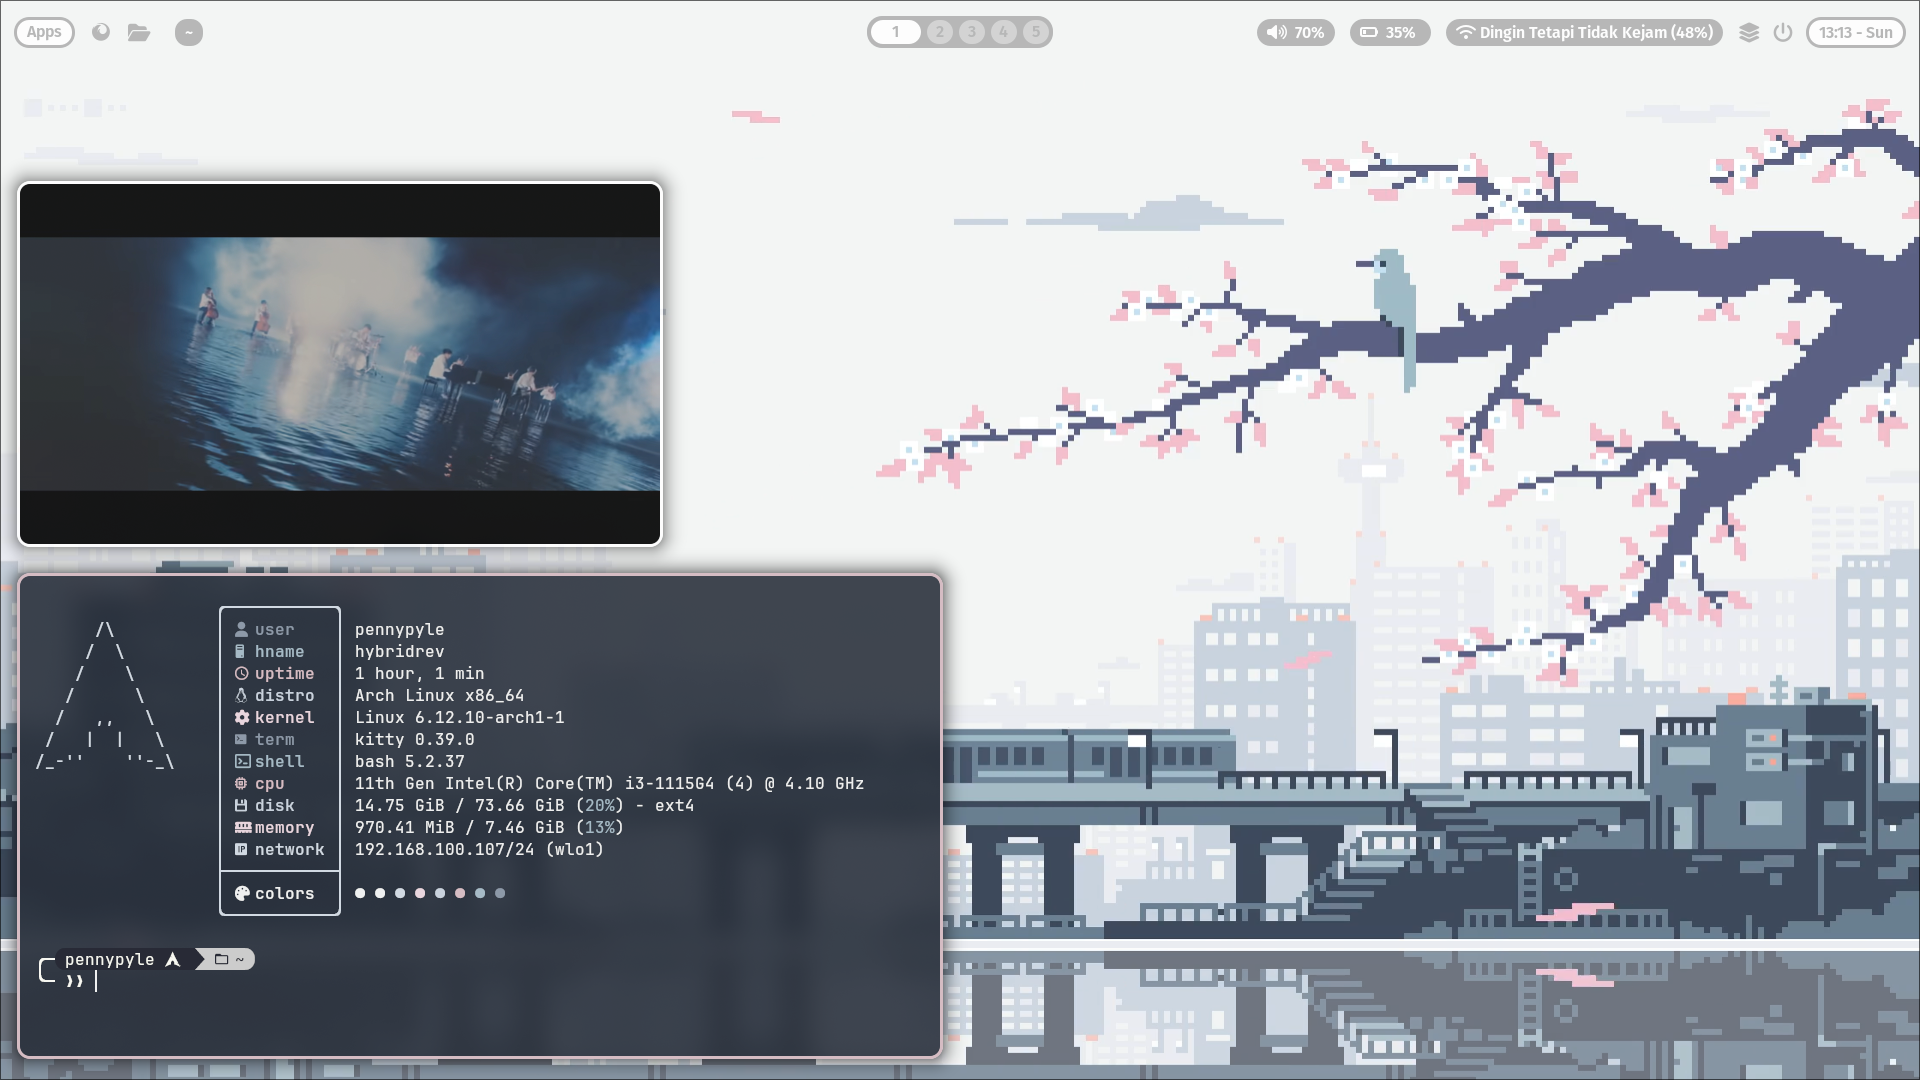 Apps
~
1 2 3 4 5
70%
35%
Dingin Tetapi Tidak Kejam (48%)
13:13 - Sun
/\
/  \
/    \
/      \
/   ,,   \
/   |  |   \
/_-''    ''-_\
user pennypyle
hname hybridrev
uptime 1 hour, 1 min
distro Arch Linux x86_64
kernel Linux 6.12.10-arch1-1
term kitty 0.39.0
shell bash 5.2.37
cpu 11th Gen Intel(R) Core(TM) i3-1115G4 (4) @ 4.10 GHz
disk 14.75 GiB / 73.66 GiB (20%) - ext4
memory 970.41 MiB / 7.46 GiB (13%)
network 192.168.100.107/24 (wlo1)
colors
pennypyle ~
❯❯